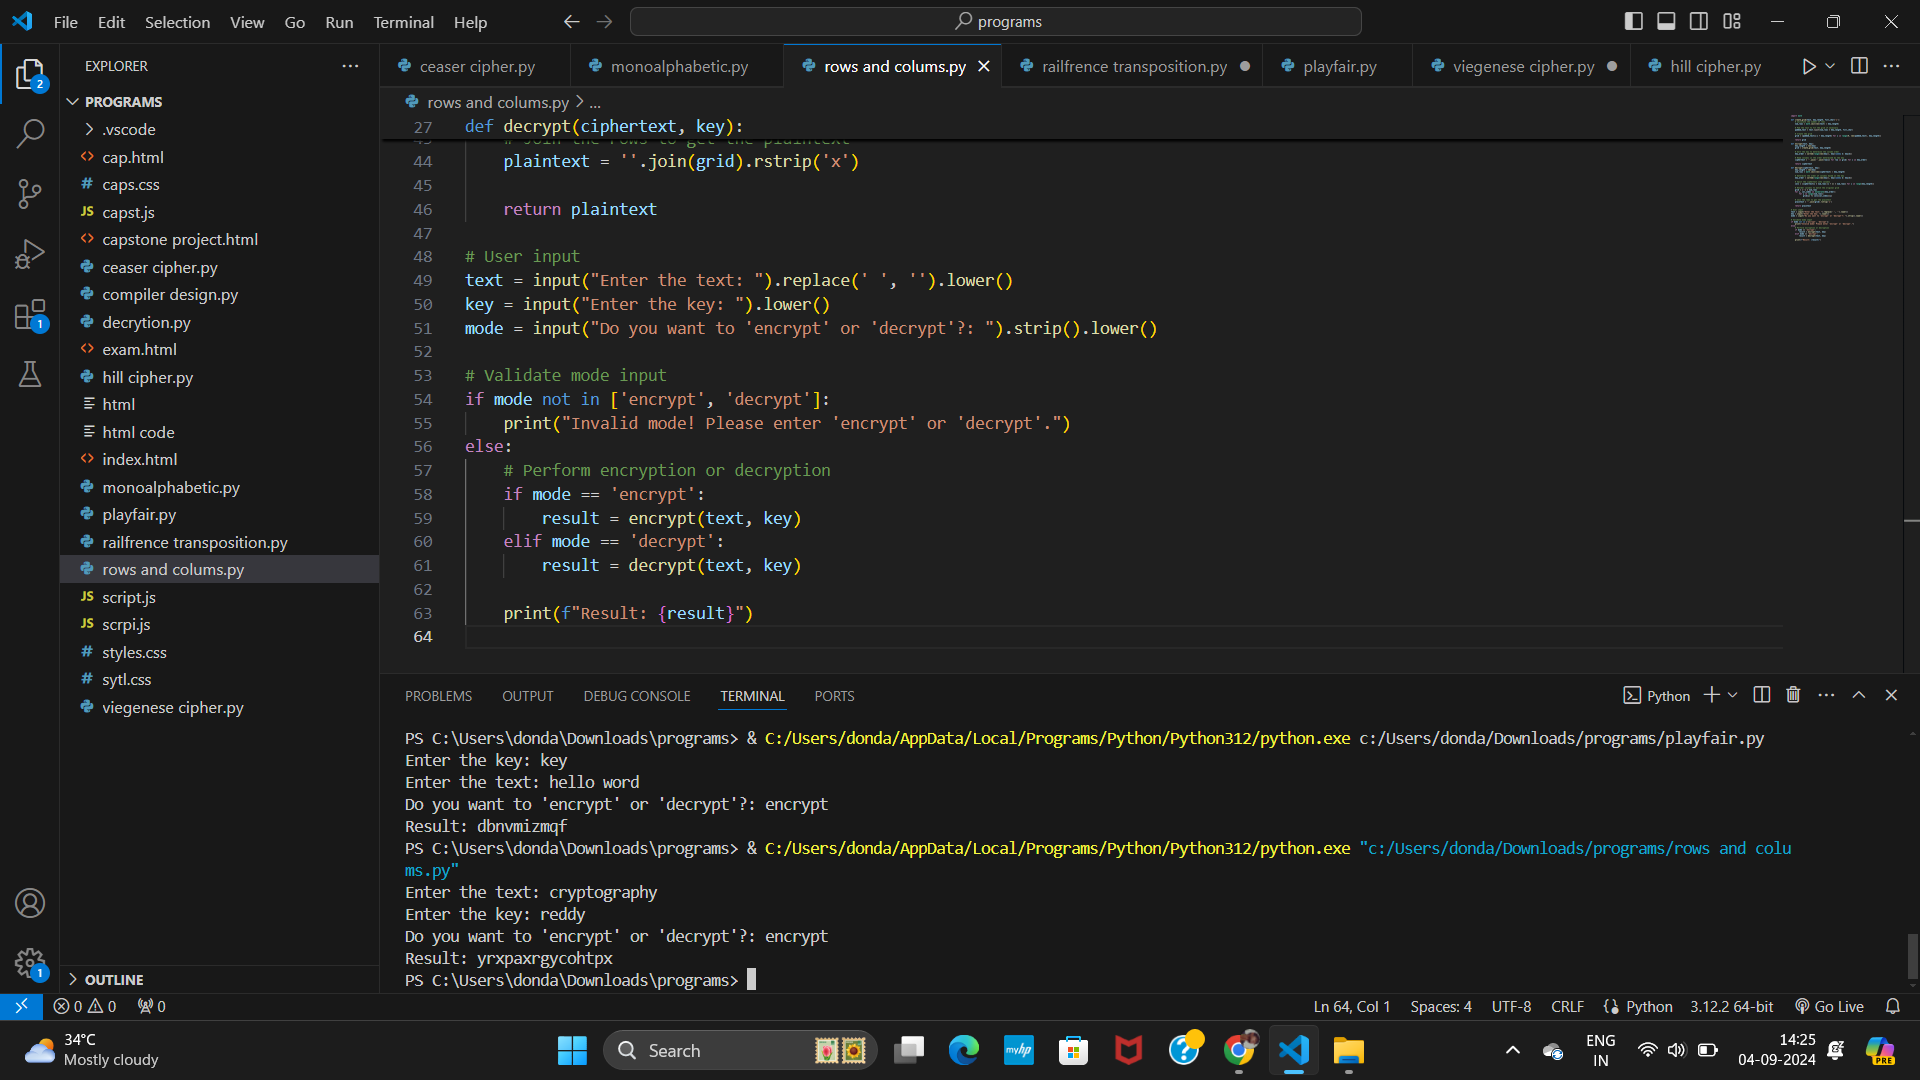 File Edit Selection View Go Run Terminal Help
programs
EXPLORER
PROGRAMS
.vscode
cap.html
caps.css
capst.js
capstone project.html
ceaser cipher.py
compiler design.py
decrytion.py
exam.html
hill cipher.py
html
html code
index.html
monoalphabetic.py
playfair.py
railfrence transposition.py
rows and colums.py
script.js
scrpi.js
styles.css
sytl.css
viegenese cipher.py
OUTLINE
ceaser cipher.py monoalphabetic.py rows and colums.py railfrence transposition.py playfair.py viegenese cipher.py hill cipher.py
rows and colums.py > ...
27 def decrypt(ciphertext, key):
44 plaintext = ''.join(grid).rstrip('x')
45
46 return plaintext
47
48 # User input
49 text = input("Enter the text: ").replace(' ', '').lower()
50 key = input("Enter the key: ").lower()
51 mode = input("Do you want to 'encrypt' or 'decrypt'?: ").strip().lower()
52
53 # Validate mode input
54 if mode not in ['encrypt', 'decrypt']:
55 print("Invalid mode! Please enter 'encrypt' or 'decrypt'.")
56 else:
57 # Perform encryption or decryption
58 if mode == 'encrypt':
59 result = encrypt(text, key)
60 elif mode == 'decrypt':
61 result = decrypt(text, key)
62
63 print(f"Result: {result}")
64
PROBLEMS OUTPUT DEBUG CONSOLE TERMINAL PORTS
Python
PS C:\Users\donda\Downloads\programs> & C:/Users/donda/AppData/Local/Programs/Python/Python312/python.exe c:/Users/donda/Downloads/programs/playfair.py
Enter the key: key
Enter the text: hello word
Do you want to 'encrypt' or 'decrypt'?: encrypt
Result: dbnvmizmqf
PS C:\Users\donda\Downloads\programs> & C:/Users/donda/AppData/Local/Programs/Python/Python312/python.exe "c:/Users/donda/Downloads/programs/rows and colu
ms.py"
Enter the text: cryptography
Enter the key: reddy
Do you want to 'encrypt' or 'decrypt'?: encrypt
Result: yrxpaxrgycohtpx
PS C:\Users\donda\Downloads\programs>
2
1
1
0 0 0
Ln 64, Col 1 Spaces: 4 UTF-8 CRLF Python 3.12.2 64-bit Go Live
34°C
Mostly cloudy
Search
myhp
PRE
ENG
IN
14:25
04-09-2024